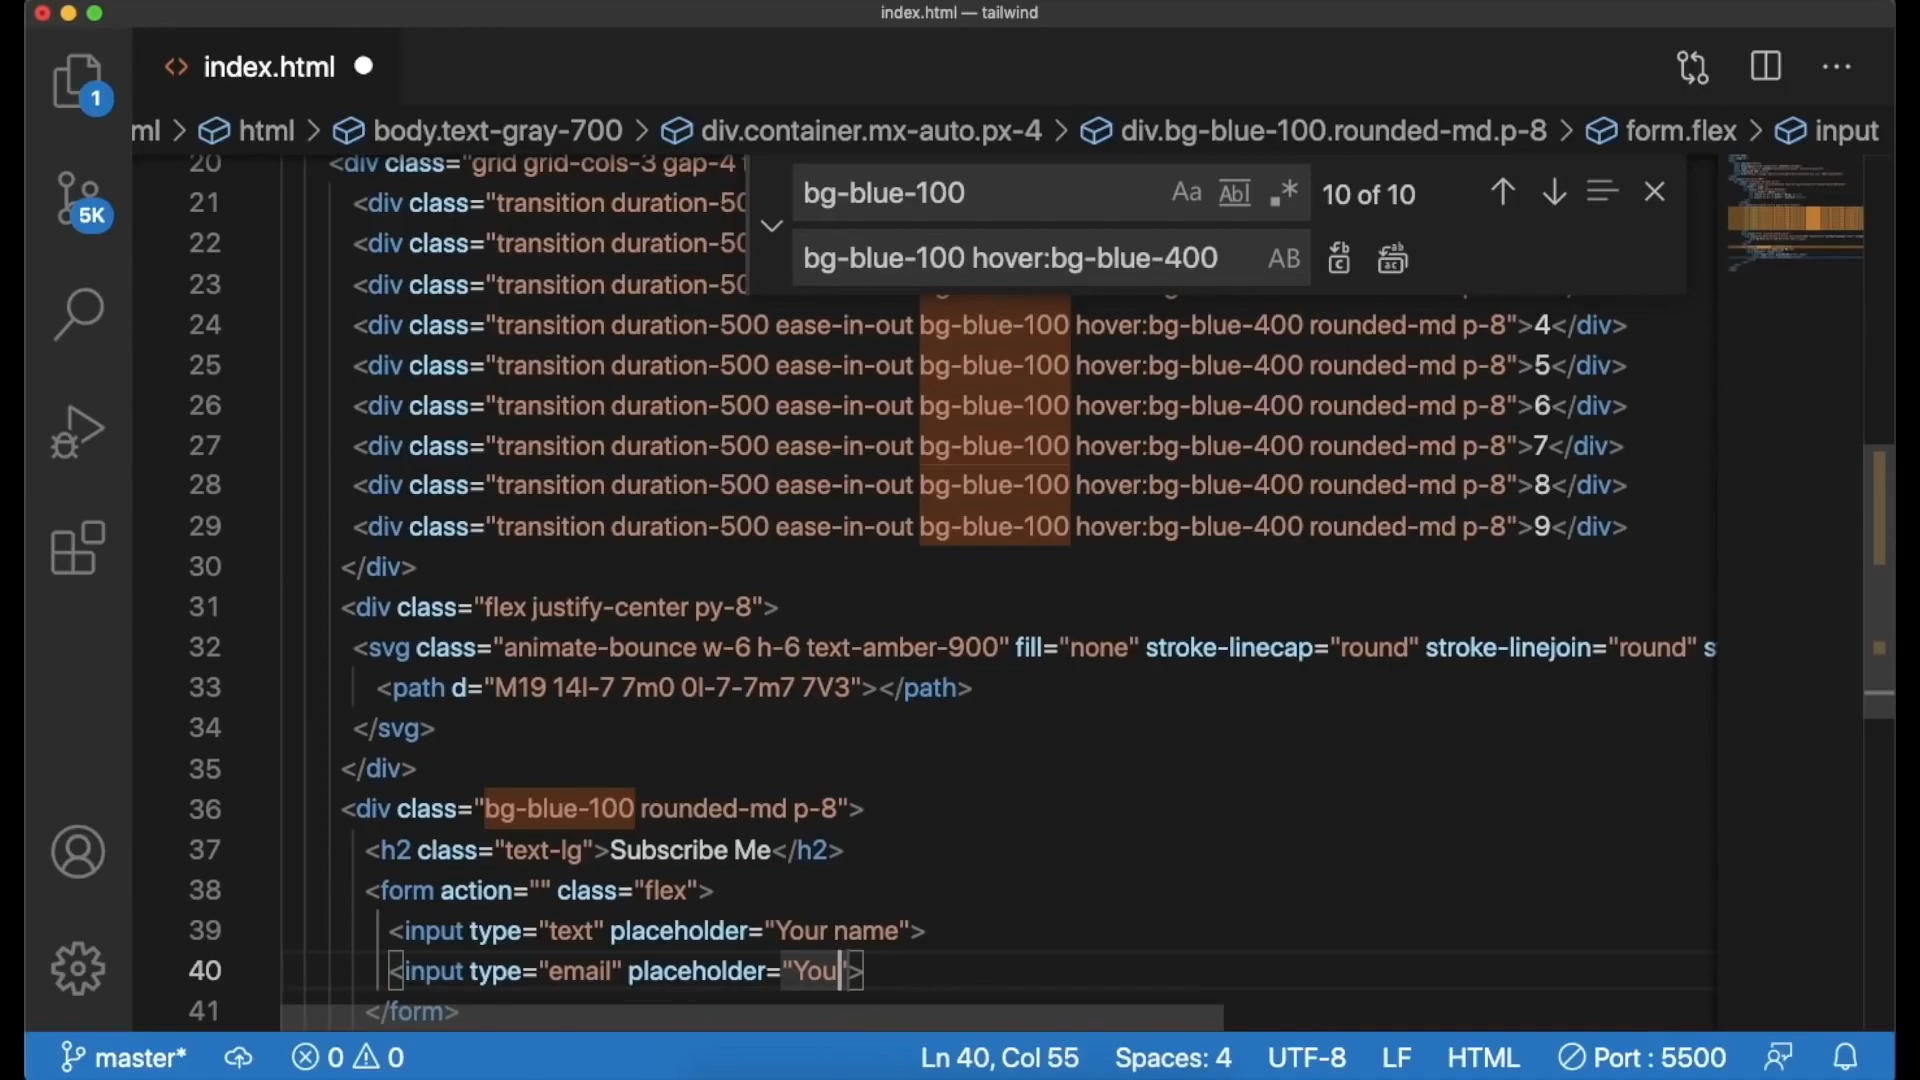 index.html — tailwind
<> index.html
1
ml > html > body.text-gray-700 > div.container.mx-auto.px-4 > div.bg-blue-100.rounded-md.p-8 > form.flex > input
bg-blue-100 Aa Abl .* 10 of 10
bg-blue-100 hover:bg-blue-400 AB
5K
20 <div class="grid grid-cols-3 gap-4
21 <div class="transition duration-50
22 <div class="transition duration-50
23 <div class="transition duration-50
24 <div class="transition duration-500 ease-in-out bg-blue-100 hover:bg-blue-400 rounded-md p-8">4</div>
25 <div class="transition duration-500 ease-in-out bg-blue-100 hover:bg-blue-400 rounded-md p-8">5</div>
26 <div class="transition duration-500 ease-in-out bg-blue-100 hover:bg-blue-400 rounded-md p-8">6</div>
27 <div class="transition duration-500 ease-in-out bg-blue-100 hover:bg-blue-400 rounded-md p-8">7</div>
28 <div class="transition duration-500 ease-in-out bg-blue-100 hover:bg-blue-400 rounded-md p-8">8</div>
29 <div class="transition duration-500 ease-in-out bg-blue-100 hover:bg-blue-400 rounded-md p-8">9</div>
30 </div>
31 <div class="flex justify-center py-8">
32 <svg class="animate-bounce w-6 h-6 text-amber-900" fill="none" stroke-linecap="round" stroke-linejoin="round" s
33 <path d="M19 14l-7 7m0 0l-7-7m7 7V3"></path>
34 </svg>
35 </div>
36 <div class="bg-blue-100 rounded-md p-8">
37 <h2 class="text-lg">Subscribe Me</h2>
38 <form action="" class="flex">
39 <input type="text" placeholder="Your name">
40 <input type="email" placeholder="You">
41 </form>
master* 0 0 Ln 40, Col 55 Spaces: 4 UTF-8 LF HTML Port : 5500